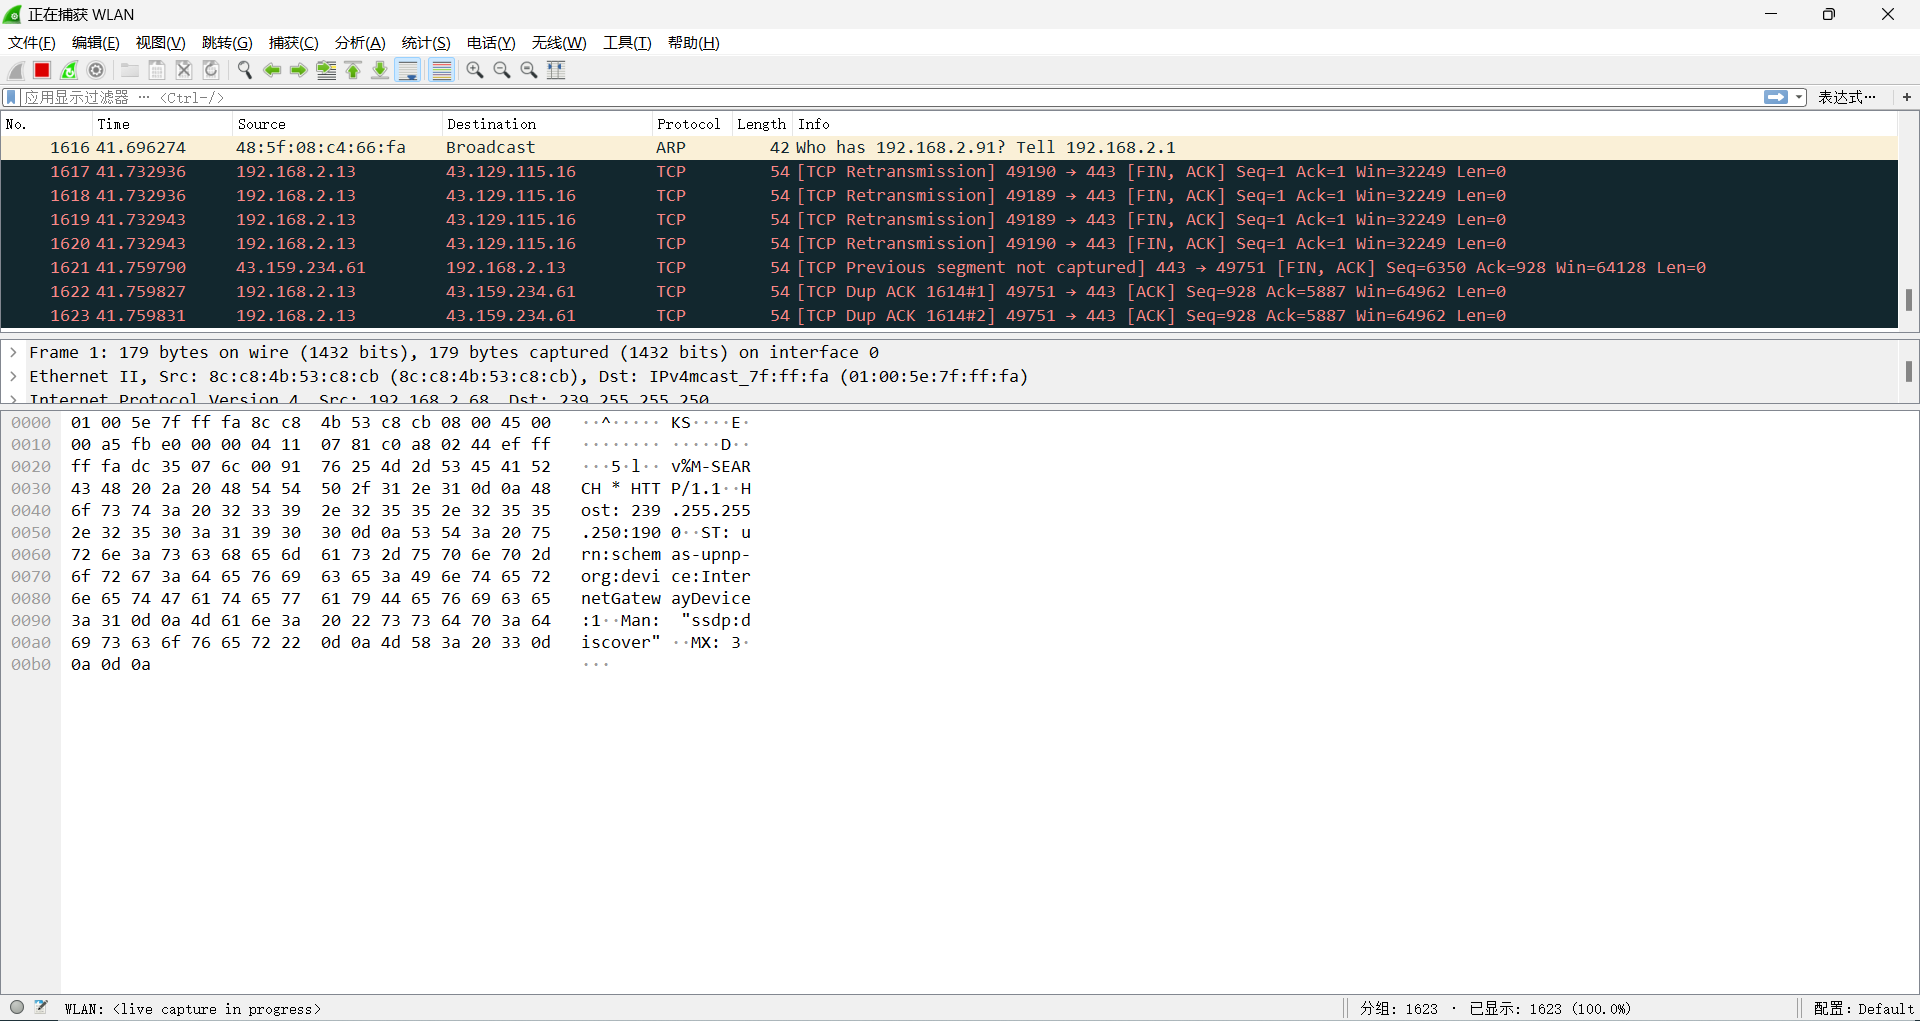 正在捕获 WLAN
文件(F) 编辑(E) 视图(V) 跳转(G) 捕获(C) 分析(A) 统计(S) 电话(Y) 无线(W) 工具(T) 帮助(H)
应用显示过滤器 … <Ctrl-/> 表达式… +
No. Time Source Destination Protocol Length Info
1616 41.696274 48:5f:08:c4:66:fa Broadcast ARP 42 Who has 192.168.2.91? Tell 192.168.2.1
1617 41.732936 192.168.2.13 43.129.115.16 TCP 54 [TCP Retransmission] 49190 → 443 [FIN, ACK] Seq=1 Ack=1 Win=32249 Len=0
1618 41.732936 192.168.2.13 43.129.115.16 TCP 54 [TCP Retransmission] 49189 → 443 [FIN, ACK] Seq=1 Ack=1 Win=32249 Len=0
1619 41.732943 192.168.2.13 43.129.115.16 TCP 54 [TCP Retransmission] 49189 → 443 [FIN, ACK] Seq=1 Ack=1 Win=32249 Len=0
1620 41.732943 192.168.2.13 43.129.115.16 TCP 54 [TCP Retransmission] 49190 → 443 [FIN, ACK] Seq=1 Ack=1 Win=32249 Len=0
1621 41.759790 43.159.234.61 192.168.2.13 TCP 54 [TCP Previous segment not captured] 443 → 49751 [FIN, ACK] Seq=6350 Ack=928 Win=64128 Len=0
1622 41.759827 192.168.2.13 43.159.234.61 TCP 54 [TCP Dup ACK 1614#1] 49751 → 443 [ACK] Seq=928 Ack=5887 Win=64962 Len=0
1623 41.759831 192.168.2.13 43.159.234.61 TCP 54 [TCP Dup ACK 1614#2] 49751 → 443 [ACK] Seq=928 Ack=5887 Win=64962 Len=0
Frame 1: 179 bytes on wire (1432 bits), 179 bytes captured (1432 bits) on interface 0
Ethernet II, Src: 8c:c8:4b:53:c8:cb (8c:c8:4b:53:c8:cb), Dst: IPv4mcast_7f:ff:fa (01:00:5e:7f:ff:fa)
Internet Protocol Version 4, Src: 192.168.2.68, Dst: 239.255.255.250
0000 01 00 5e 7f ff fa 8c c8 4b 53 c8 cb 08 00 45 00 ··^····· KS····E·
0010 00 a5 fb e0 00 00 04 11 07 81 c0 a8 02 44 ef ff ········ ·····D··
0020 ff fa dc 35 07 6c 00 91 76 25 4d 2d 53 45 41 52 ···5·l·· v%M-SEAR
0030 43 48 20 2a 20 48 54 54 50 2f 31 2e 31 0d 0a 48 CH * HTT P/1.1··H
0040 6f 73 74 3a 20 32 33 39 2e 32 35 35 2e 32 35 35 ost: 239 .255.255
0050 2e 32 35 30 3a 31 39 30 30 0d 0a 53 54 3a 20 75 .250:190 0··ST: u
0060 72 6e 3a 73 63 68 65 6d 61 73 2d 75 70 6e 70 2d rn:schem as-upnp-
0070 6f 72 67 3a 64 65 76 69 63 65 3a 49 6e 74 65 72 org:devi ce:Inter
0080 6e 65 74 47 61 74 65 77 61 79 44 65 76 69 63 65 netGatew ayDevice
0090 3a 31 0d 0a 4d 61 6e 3a 20 22 73 73 64 70 3a 64 :1··Man: "ssdp:d
00a0 69 73 63 6f 76 65 72 22 0d 0a 4d 58 3a 20 33 0d iscover" ··MX: 3·
00b0 0a 0d 0a ···
WLAN: <live capture in progress> 分组: 1623 · 已显示: 1623 (100.0%) 配置: Default